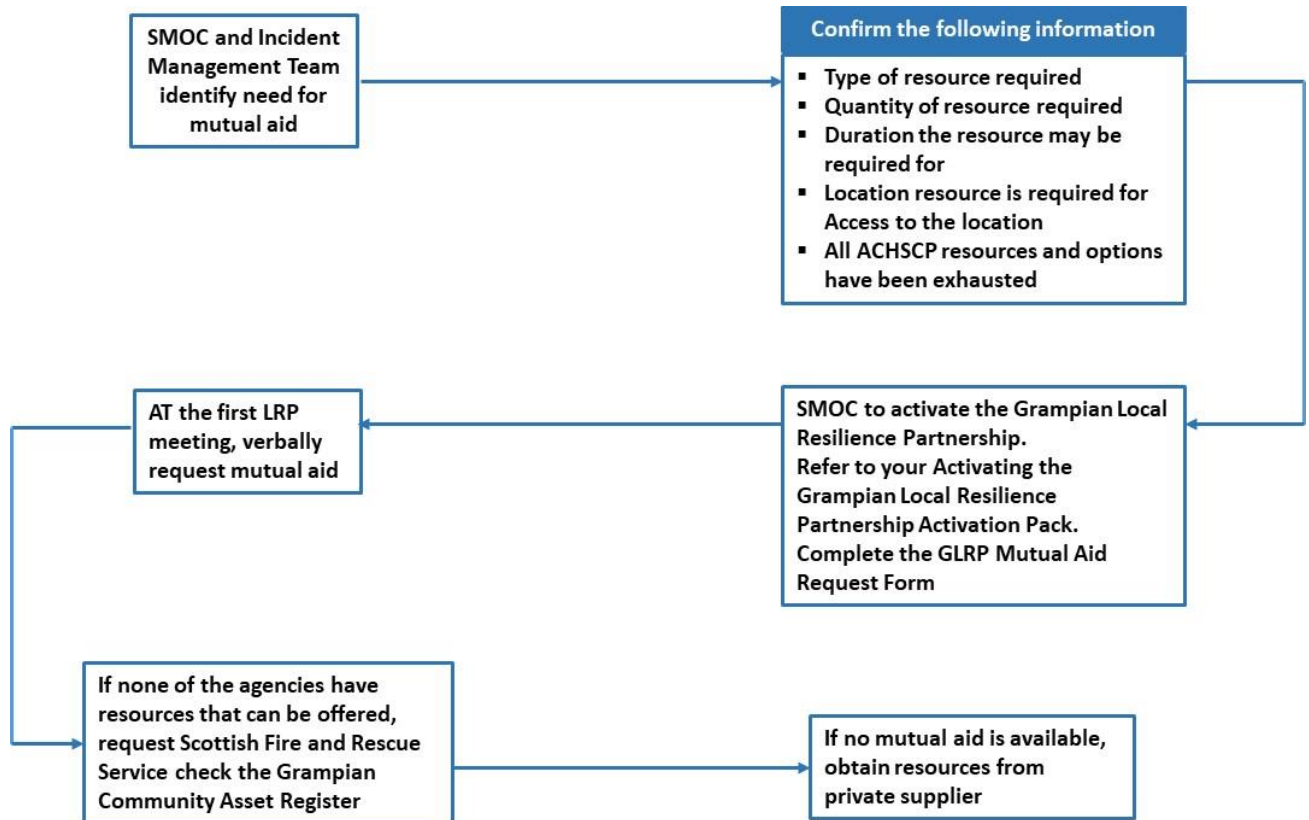 SMOC and Incident
Management Team
identify need for
mutual aid
Confirm the following information
▪ Type of resource required
▪ Quantity of resource required
▪ Duration the resource may be
required for
▪ Location resource is required for
Access to the location
▪ All ACHSCP resources and options
have been exhausted
SMOC to activate the Grampian Local
Resilience Partnership.
Refer to your Activating the
Grampian Local Resilience
Partnership Activation Pack.
Complete the GLRP Mutual Aid
Request Form
AT the first LRP
meeting, verbally
request mutual aid
If none of the agencies have
resources that can be offered,
request Scottish Fire and Rescue
Service check the Grampian
Community Asset Register
If no mutual aid is available,
obtain resources from
private supplier